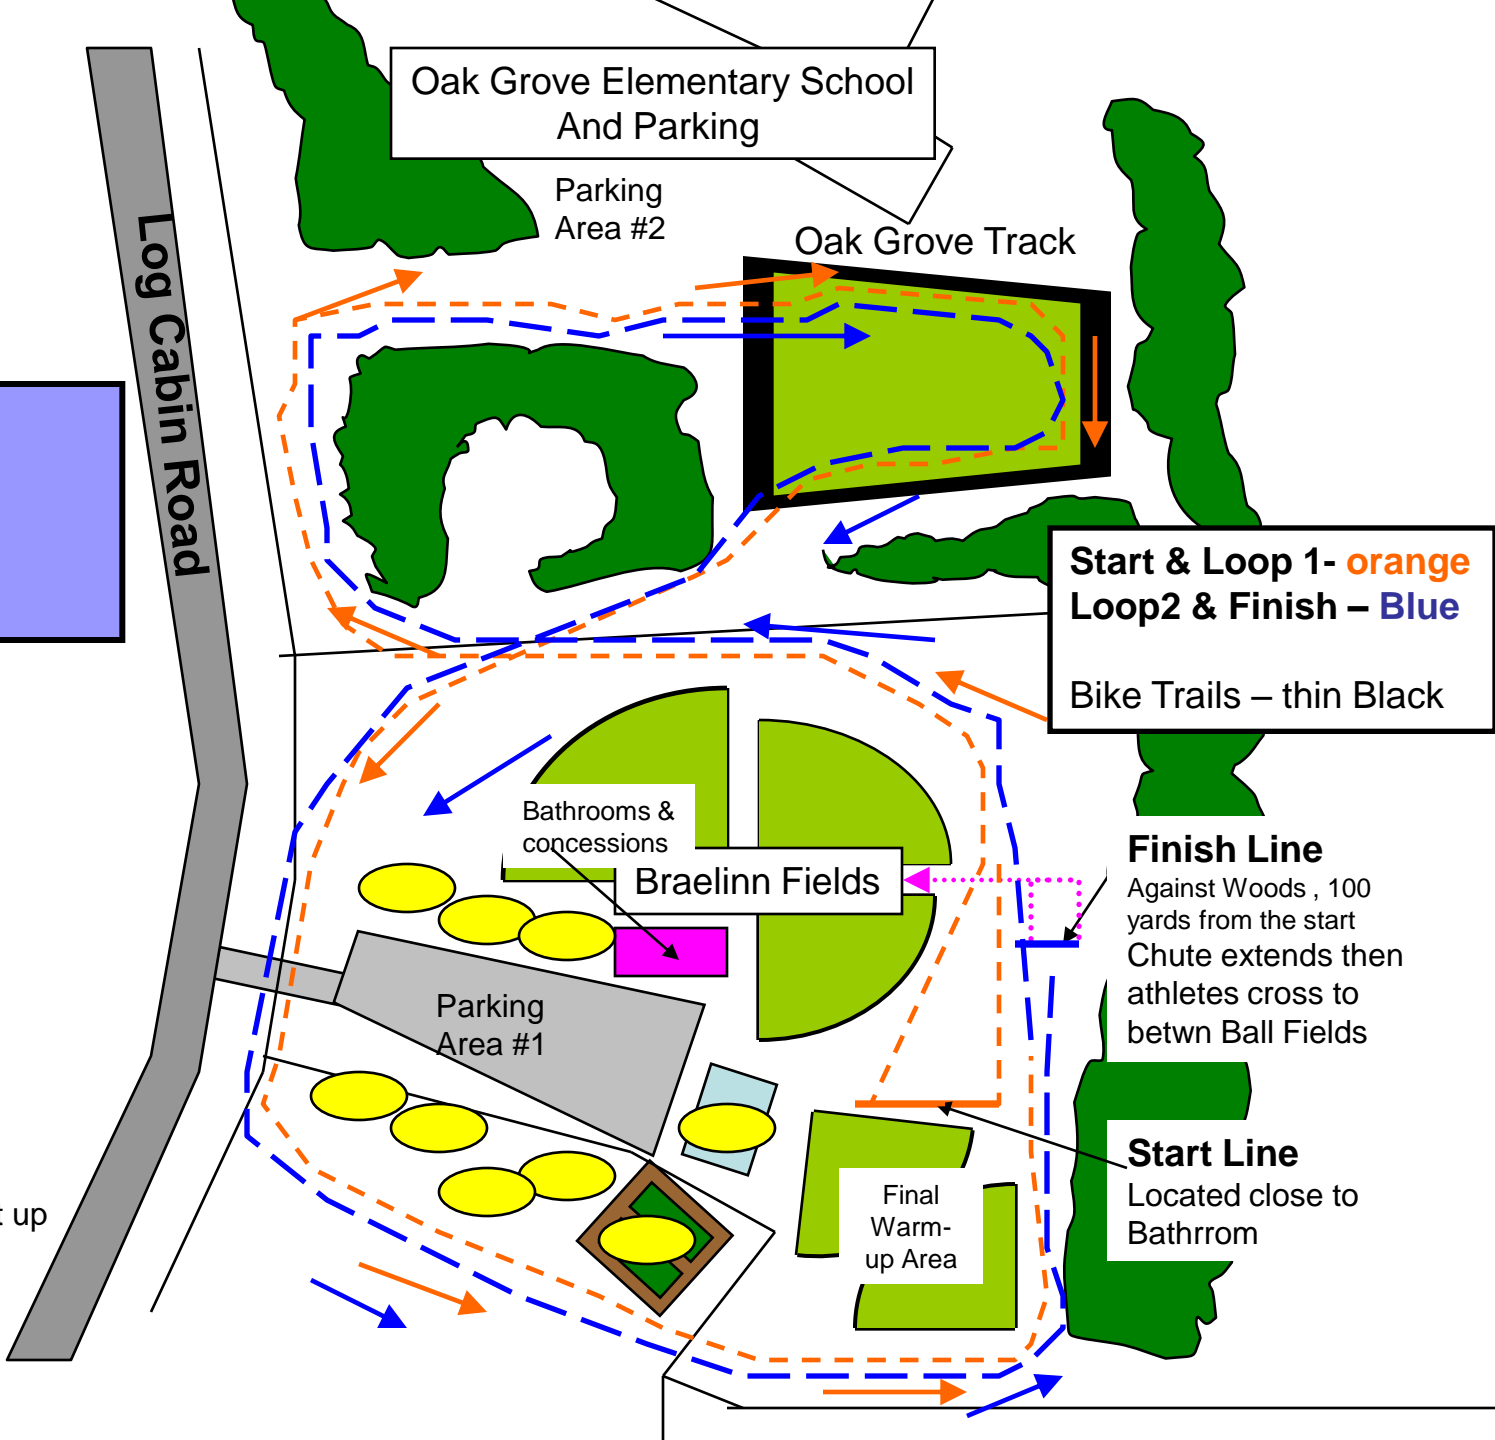 Oak Grove Elementary School
And Parking
Parking
Area #2
Oak Grove Track
Log Cabin Road
Start & Loop 1- orange
Loop2 & Finish – Blue
Bike Trails – thin Black
Bathrooms &
concessions
Braelinn Fields
Finish Line
Against Woods , 100
yards from the start
Chute extends then
athletes cross to
betwn Ball Fields
Parking
Area #1
Start Line
Located close to
Bathrrom
Final
Warm-
up Area
t up